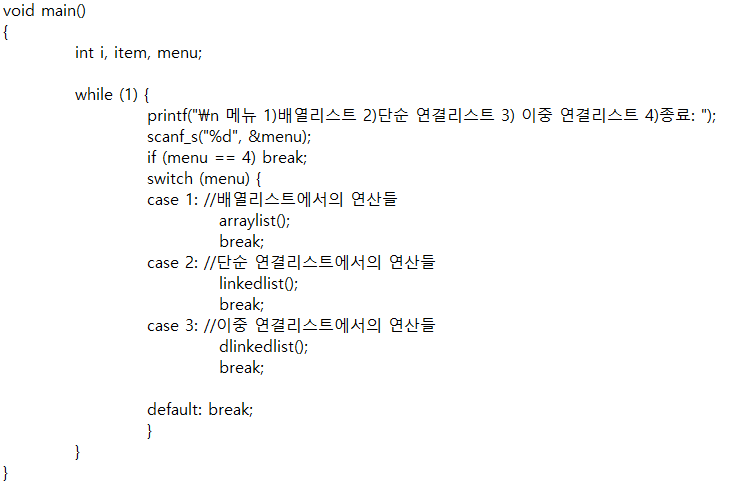 void main()
{
int i, item, menu;
while (1) {
printf("₩n 메뉴 1)배열리스트 2)단순 연결리스트 3) 이중 연결리스트 4)종료: ");
scanf_s("%d", &menu);
if (menu == 4) break;
switch (menu) {
case 1: //배열리스트에서의 연산들
arraylist();
break;
case 2: //단순 연결리스트에서의 연산들
linkedlist();
break;
case 3: //이중 연결리스트에서의 연산들
dlinkedlist();
break;
default: break;
}
}
}